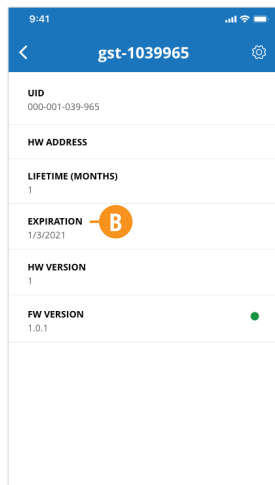 9:41
gst-1039965
UID
000-001-039-965
HW ADDRESS
LIFETIME (MONTHS)
1
EXPIRATION B
1/3/2021
HW VERSION
1
FW VERSION
1.0.1